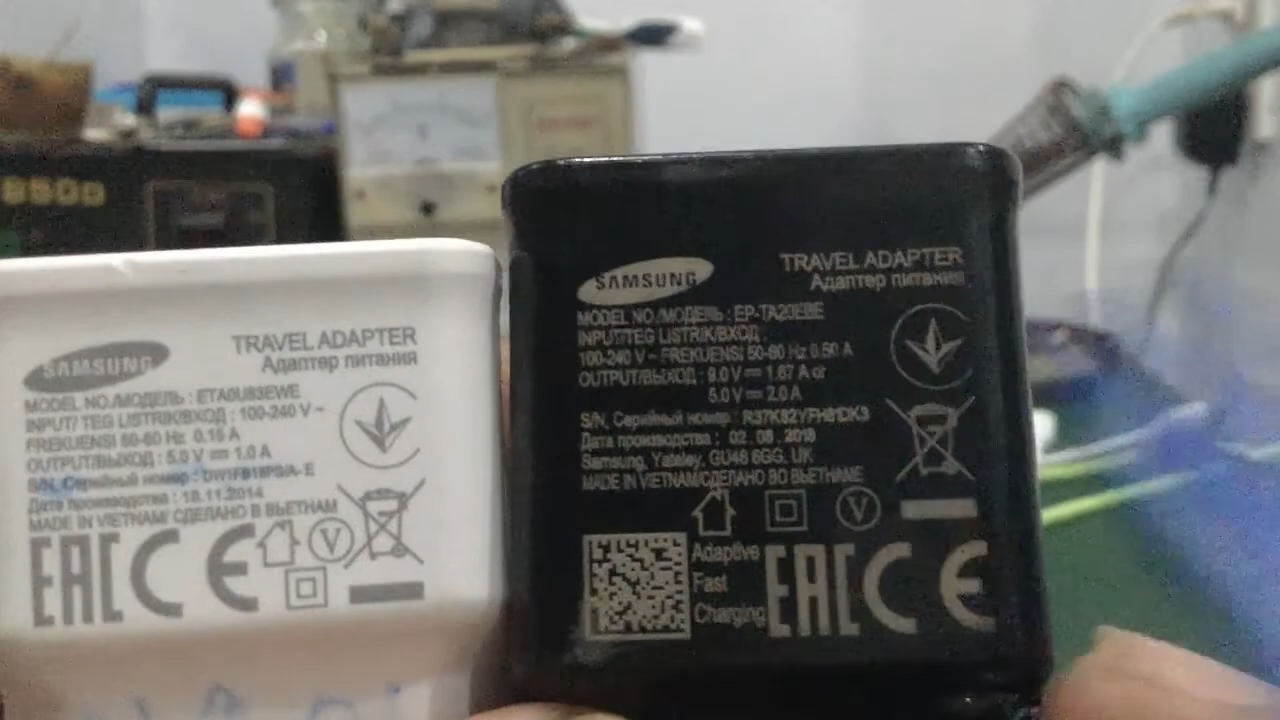 850D
SAMSUNG
TRAVEL ADAPTER
Адаптер питания
MODEL NO./МОДЕЛЬ : ETA0U83EWE
INPUT/ TEG LISTRIK/ВХОД : 100-240 V ~
FREKUENSI 50-60 Hz 0.15 A
OUTPUT/ВЫХОД : 5.0 V ⎓ 1.0 A
S/N, Серийный номер :
Дата производства : 18.11.2014
MADE IN VIETNAM/ СДЕЛАНО В ВЬЕТНАМ
EAC CE V
SAMSUNG
TRAVEL ADAPTER
Адаптер питания
MODEL NO./МОДЕЛЬ : EP-TA20EBE
INPUT/TEG LISTRIK/ВХОД :
100-240 V ~ FREKUENSI 50-60 Hz 0.50 A
OUTPUT/ВЫХОД : 9.0 V ⎓ 1.67 A or
5.0 V ⎓ 2.0 A
S/N, Серийный номер :
Дата производства : 02.08.2018
Samsung, Yateley, GU46 6GG, UK
MADE IN VIETNAM/СДЕЛАНО ВО ВЬЕТНАМЕ
V
Adaptive
Fast
Charging
EAC CE